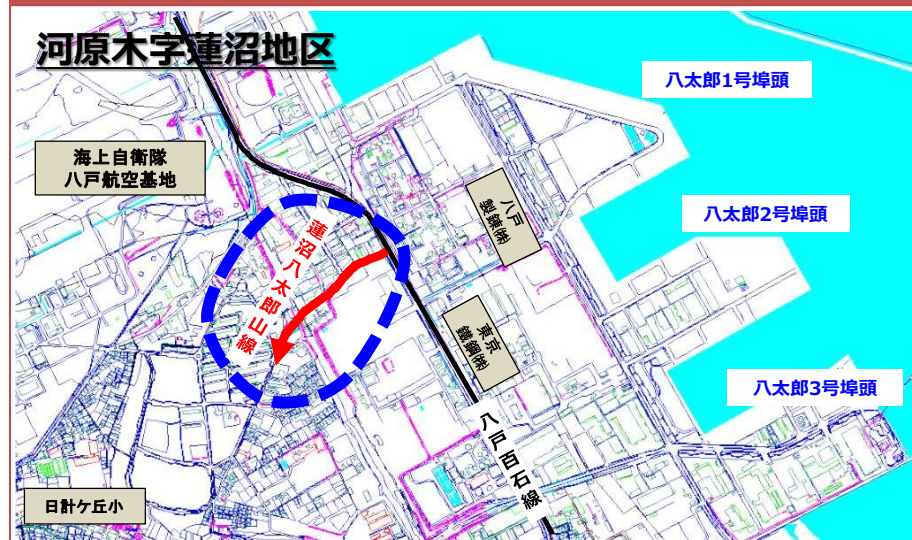 河原木字蓮沼地区
八太郎1号埠頭
海上自衛隊
八戸航空基地
八戸
製錬㈱
八太郎2号埠頭
蓮沼八太郎山線
東京
鐵鋼㈱
八太郎3号埠頭
八戸百石線
日計ケ丘小